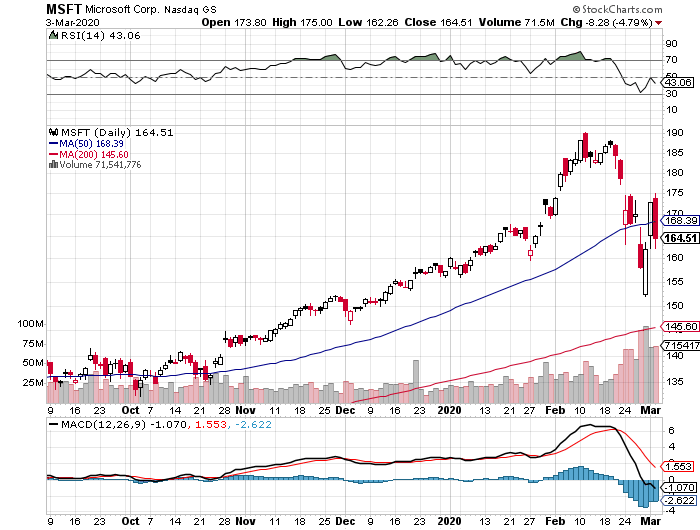 MSFT Microsoft Corp. Nasdaq GS © StockCharts.com
3-Mar-2020 Open 173.80 High 175.00 Low 162.26 Close 164.51 Volume 71.5M Chg -8.28 (-4.79%)
RSI(14) 43.06
90
70
50
43.06
30
10
MSFT (Daily) 164.51
MA(50) 168.39
MA(200) 145.60
Volume 71,541,776
190
185
180
175
170
168.39
165
164.51
160
155
150
145.60
140
135
71541776
100M
75M
50M
25M
9 16 23 Oct 7 14 21 28 Nov 11 18 25 Dec 9 16 23 2020 13 21 27 Feb 10 18 24 Mar
MACD(12,26,9) -1.070, 1.553, -2.622
6
4
1.553
0
-1.070
-2.622
-4
9 16 23 Oct 7 14 21 28 Nov 11 18 25 Dec 9 16 23 2020 13 21 27 Feb 10 18 24 Mar